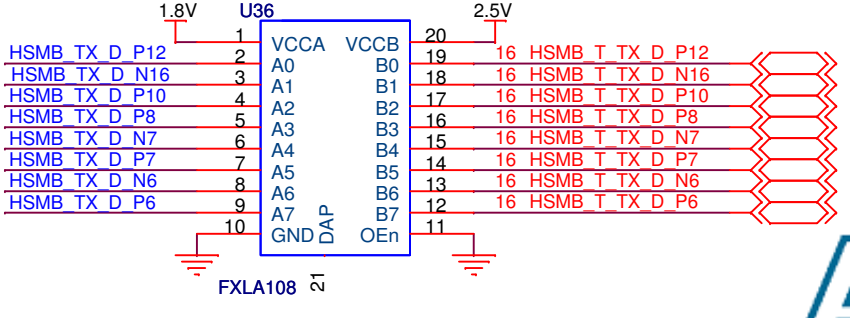 1.8V U36 2.5V
1 VCCA VCCB 20
HSMB_TX_D_P12 2 A0 B0 19 16 HSMB_T_TX_D_P12
HSMB_TX_D_N16 3 A1 B1 18 16 HSMB_T_TX_D_N16
HSMB_TX_D_P10 4 A2 B2 17 16 HSMB_T_TX_D_P10
HSMB_TX_D_P8 5 A3 B3 16 16 HSMB_T_TX_D_P8
HSMB_TX_D_N7 6 A4 B4 15 16 HSMB_T_TX_D_N7
HSMB_TX_D_P7 7 A5 B5 14 16 HSMB_T_TX_D_P7
HSMB_TX_D_N6 8 A6 B6 13 16 HSMB_T_TX_D_N6
HSMB_TX_D_P6 9 A7 B7 12 16 HSMB_T_TX_D_P6
10 GND DAP OEn 11
FXLA108 21